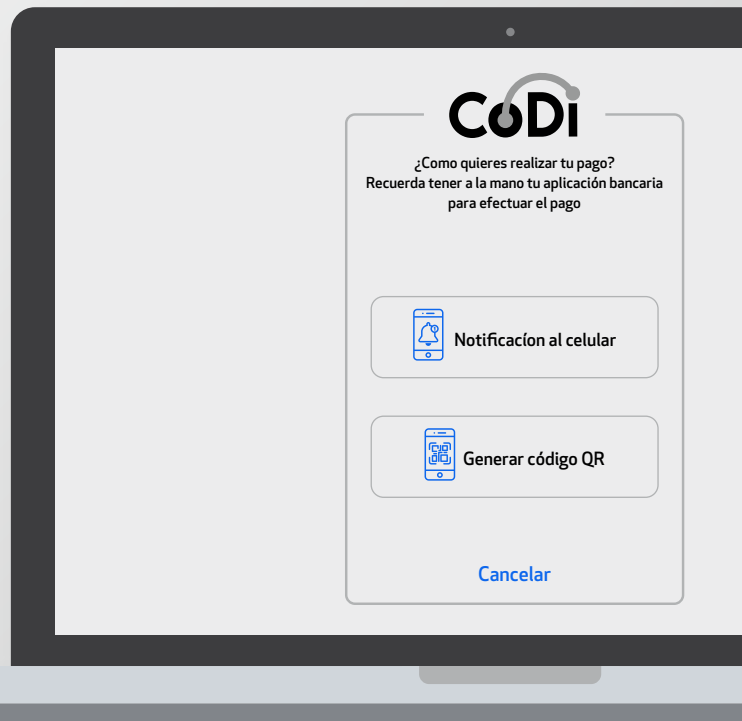 CoDi
¿Como quieres realizar tu pago?
Recuerda tener a la mano tu aplicación bancaria
para efectuar el pago
Notificacíon al celular
Generar código QR
Cancelar